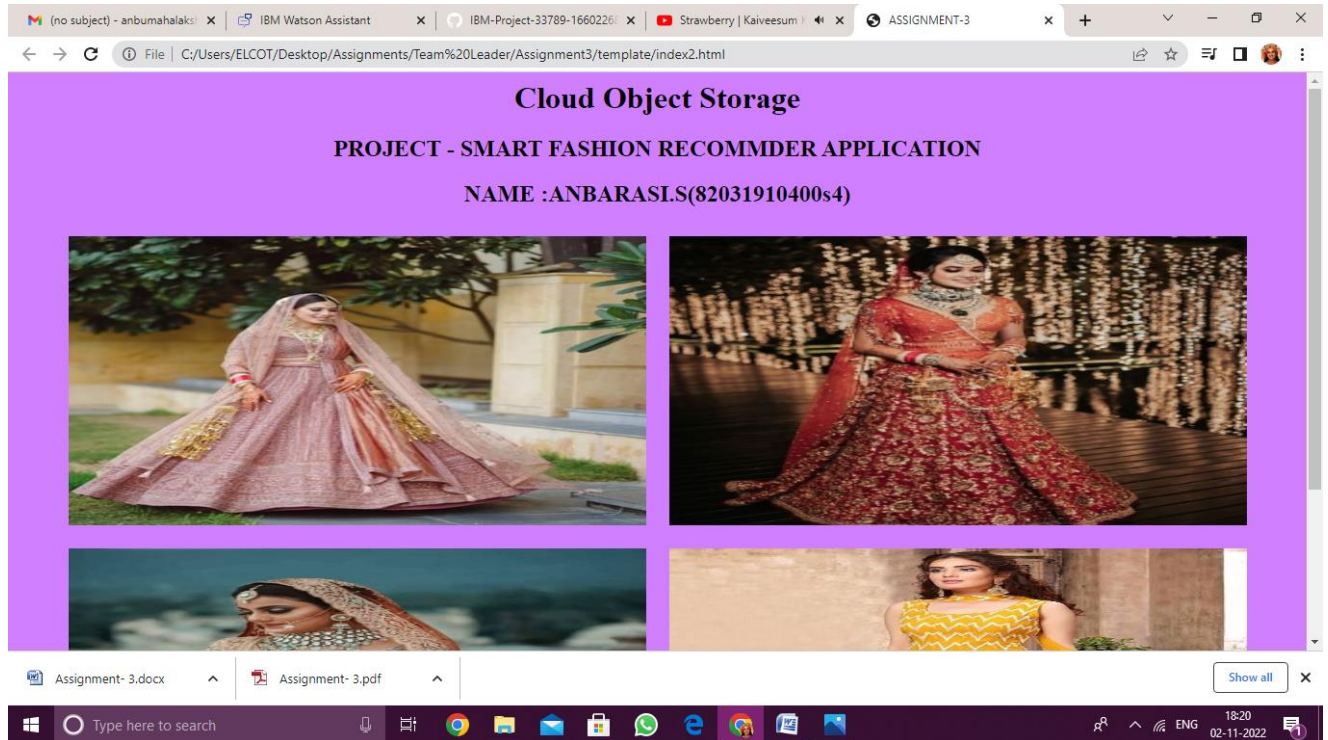 (no subject) - anbumahalaks
IBM Watson Assistant
IBM-Project-33789-1660226
Strawberry | Kaiveesum
ASSIGNMENT-3
File | C:/Users/ELCOT/Desktop/Assignments/Team%20Leader/Assignment3/template/index2.html
Cloud Object Storage
PROJECT - SMART FASHION RECOMMDER APPLICATION
NAME :ANBARASI.S(82031910400s4)
Assignment- 3.docx
Assignment- 3.pdf
Show all
Type here to search
ENG
18:20
02-11-2022
1